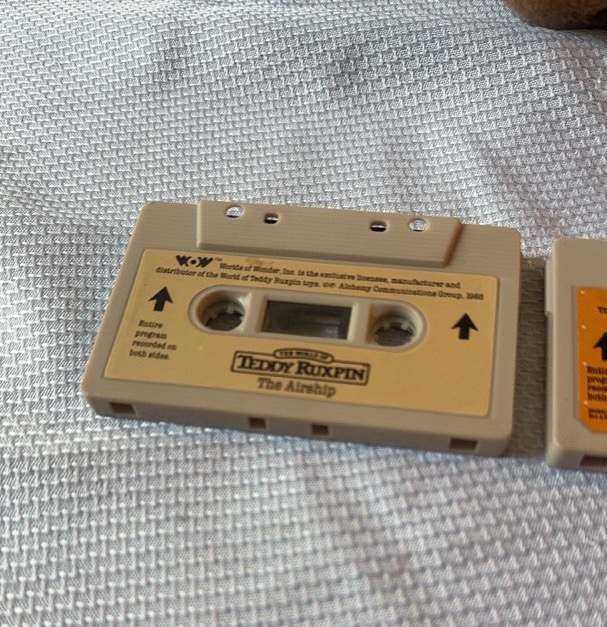 WOW™ Worlds of Wonder, Inc. is the exclusive licensee, manufacturer and
distributor of the World of Teddy Ruxpin toys. Alchemy Communications Group, 1985
Entire
program
recorded on
both sides.
THE WORLD OF
TEDDY RUXPIN
The Airship